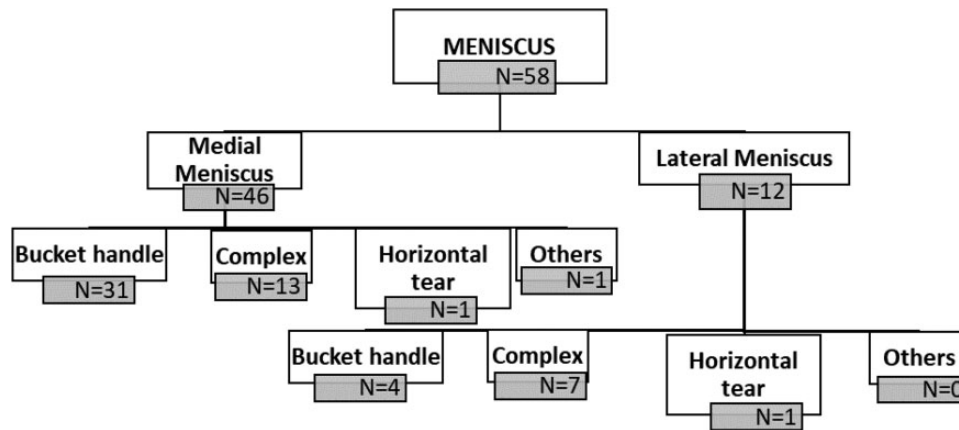 MENISCUS
N=58
Medial
Meniscus
N=46
Lateral Meniscus
N=12
Bucket handle
N=31
Complex
N=13
Horizontal
tear
N=1
Others
N=1
Bucket handle
N=4
Complex
N=7
Horizontal
tear
N=1
Others
N=0